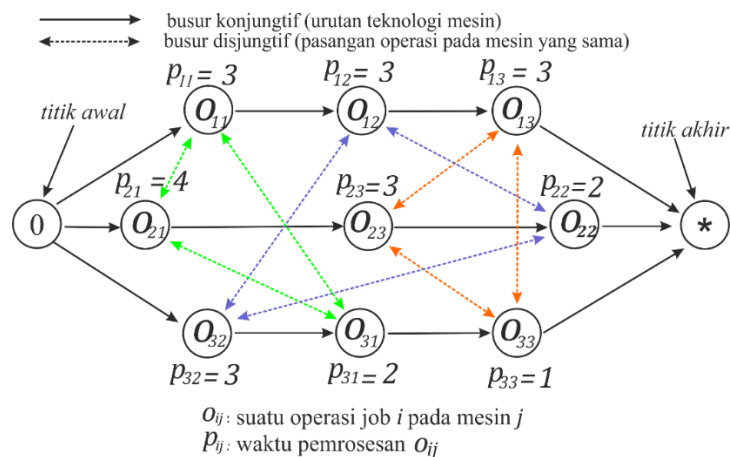 busur konjungtif (urutan teknologi mesin)
busur disjungtif (pasangan operasi pada mesin yang sama)
p11 = 3 p12 = 3 p13 = 3
titik awal O11 O12 O13 titik akhir
p21 = 4 p23 = 3 p22 = 2
0 O21 O23 O22 *
O32 O31 O33
p32 = 3 p31 = 2 p33 = 1
Oij : suatu operasi job i pada mesin j
pij : waktu pemrosesan Oij